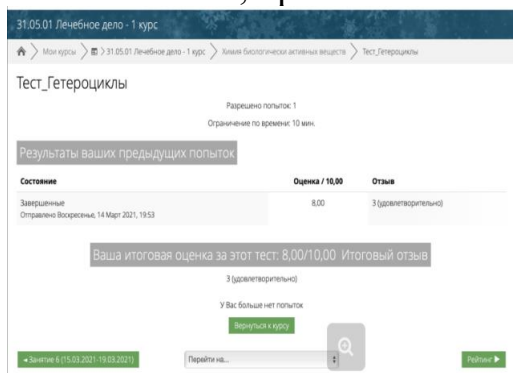 31.05.01 Лечебное дело - 1 курс
Мои курсы > 31.05.01 Лечебное дело - 1 курс > Химия биологически активных веществ > Тест_Гетероциклы
Тест_Гетероциклы
Разрешено попыток: 1
Ограничение по времени: 10 мин.
Результаты ваших предыдущих попыток
Состояние Оценка / 10,00 Отзыв
Завершенные 8,00 3 (удовлетворительно)
Отправлено Воскресенье, 14 Март 2021, 19:53
Ваша итоговая оценка за этот тест: 8,00/10,00 Итоговый отзыв
3 (удовлетворительно)
У Вас больше нет попыток
Вернуться к курсу
◄ Занятие 6 (15.03.2021-19.03.2021) Перейти на... Рейтинг ►